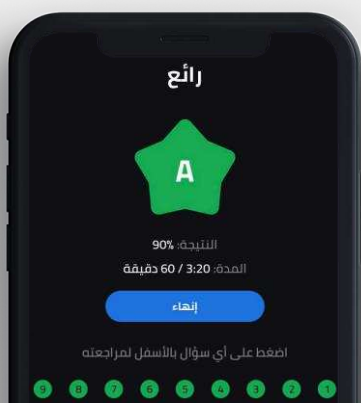 رائع
A
النتيجة: 90%
المدة: 3:20 / 60 دقيقة
إنهاء
اضغط على أي سؤال بالأسفل لمراجعته
1 2 3 4 5 6 7 8 9